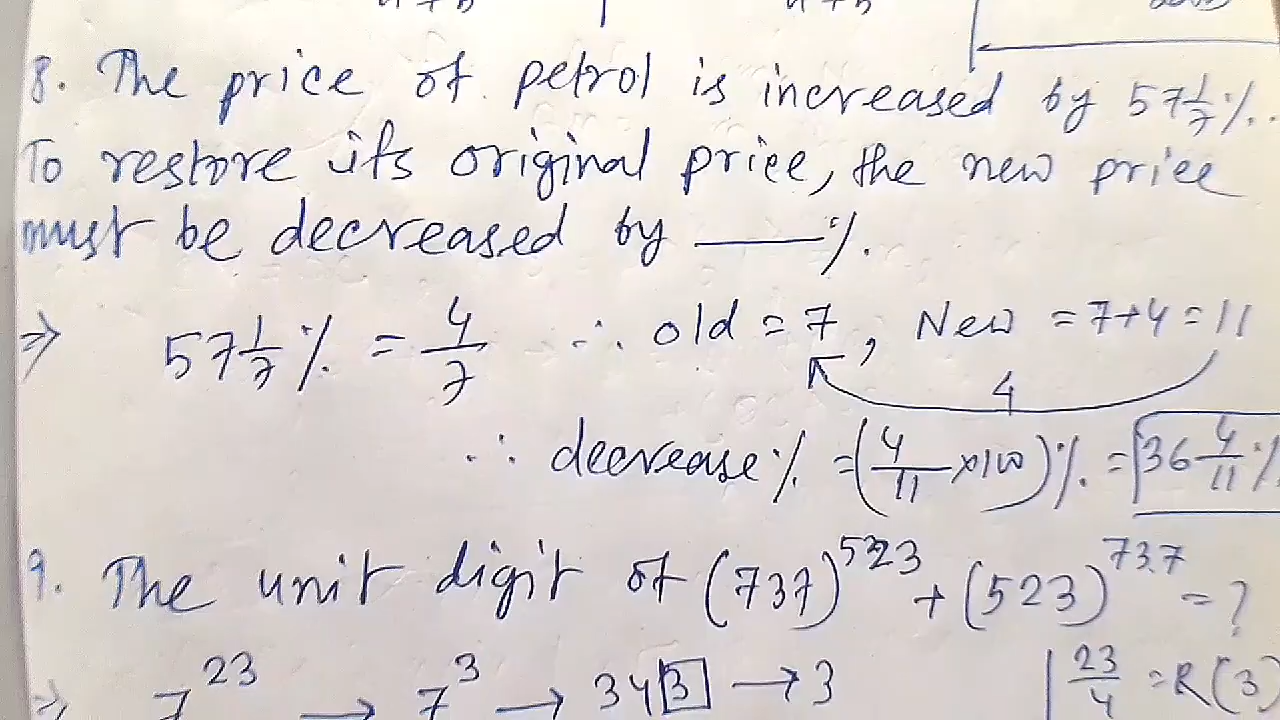 8. The price of petrol is increased by 57 1/7 %.
To restore its original price, the new price
must be decreased by ——%.
⇒ 57 1/7 % = 4/7 ∴ old = 7, New = 7+4 = 11
4
∴ decrease % = (4/11 ×100)% = 36 4/11 %
9. The unit digit of (737)^523 + (523)^737 = ?
⇒ 7^23 → 7^3 → 343 → 3 | 23/4 = R(3)